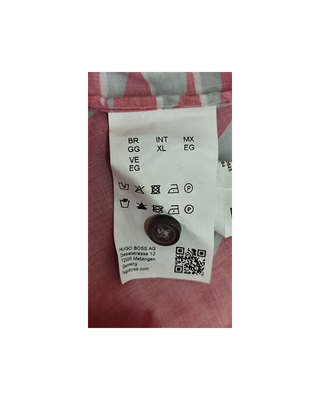 BR INT MX
GG XL EG
VE
EG
HUGO BOSS AG
Dieselstrasse 12
72555 Metzingen
Germany
hugoboss.com